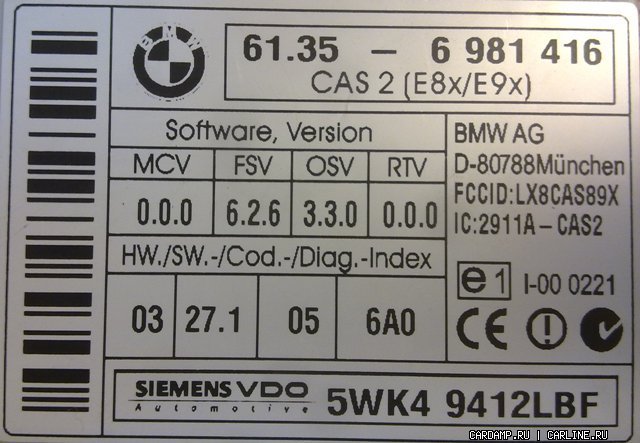 BMW
61.35 – 6 981 416
CAS 2 (E8x/E9x)
Software, Version
MCV FSV OSV RTV
0.0.0 6.2.6 3.3.0 0.0.0
HW./SW.-/Cod.-/Diag.-Index
03 27.1 05 6A0
BMW AG
D-80788München
FCCID:LX8CAS89X
IC:2911A – CAS2
e1 I-00 0221
CE
SIEMENS VDO
Automotive
5WK4 9412LBF
CARDAMP.RU | CARLINE.RU